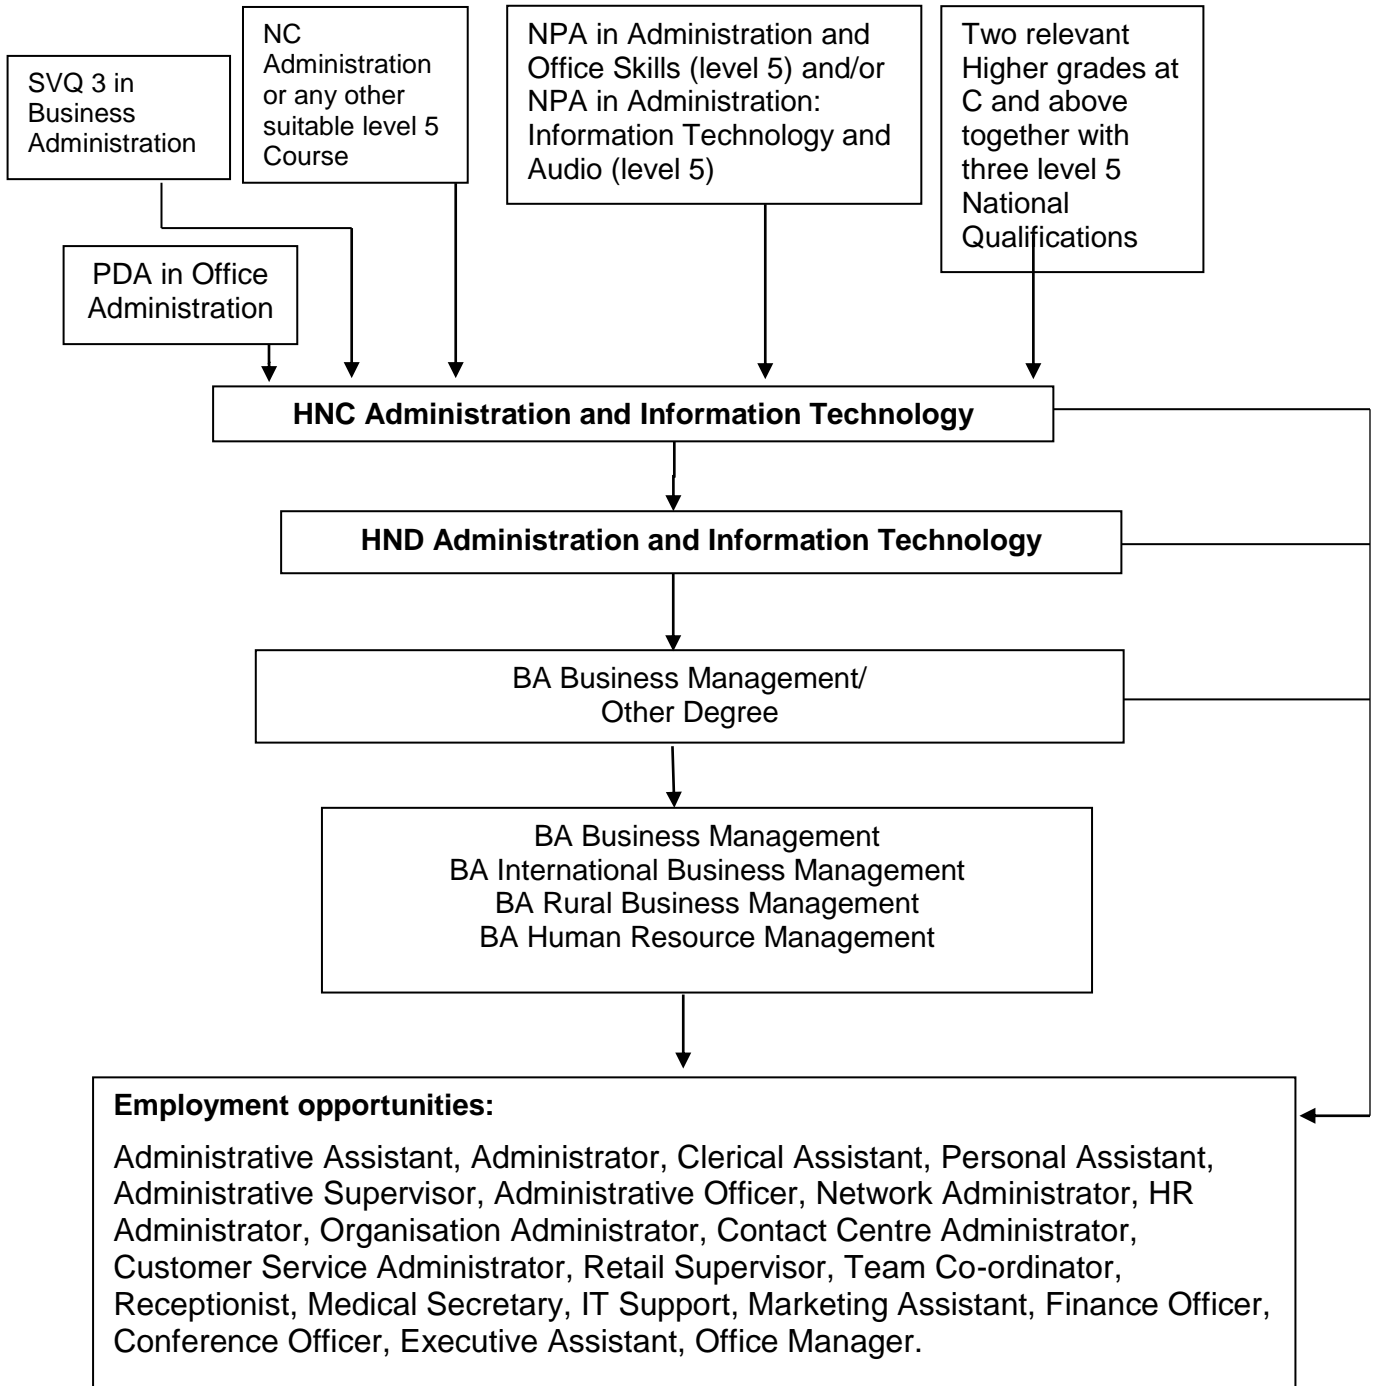 SVQ 3 in
Business
Administration
NC
Administration
or any other
suitable level 5
Course
NPA in Administration and
Office Skills (level 5) and/or
NPA in Administration:
Information Technology and
Audio (level 5)
Two relevant
Higher grades at
C and above
together with
three level 5
National
Qualifications
PDA in Office
Administration
HNC Administration and Information Technology
HND Administration and Information Technology
BA Business Management/
Other Degree
BA Business Management
BA International Business Management
BA Rural Business Management
BA Human Resource Management
Employment opportunities:
Administrative Assistant, Administrator, Clerical Assistant, Personal Assistant,
Administrative Supervisor, Administrative Officer, Network Administrator, HR
Administrator, Organisation Administrator, Contact Centre Administrator,
Customer Service Administrator, Retail Supervisor, Team Co-ordinator,
Receptionist, Medical Secretary, IT Support, Marketing Assistant, Finance Officer,
Conference Officer, Executive Assistant, Office Manager.